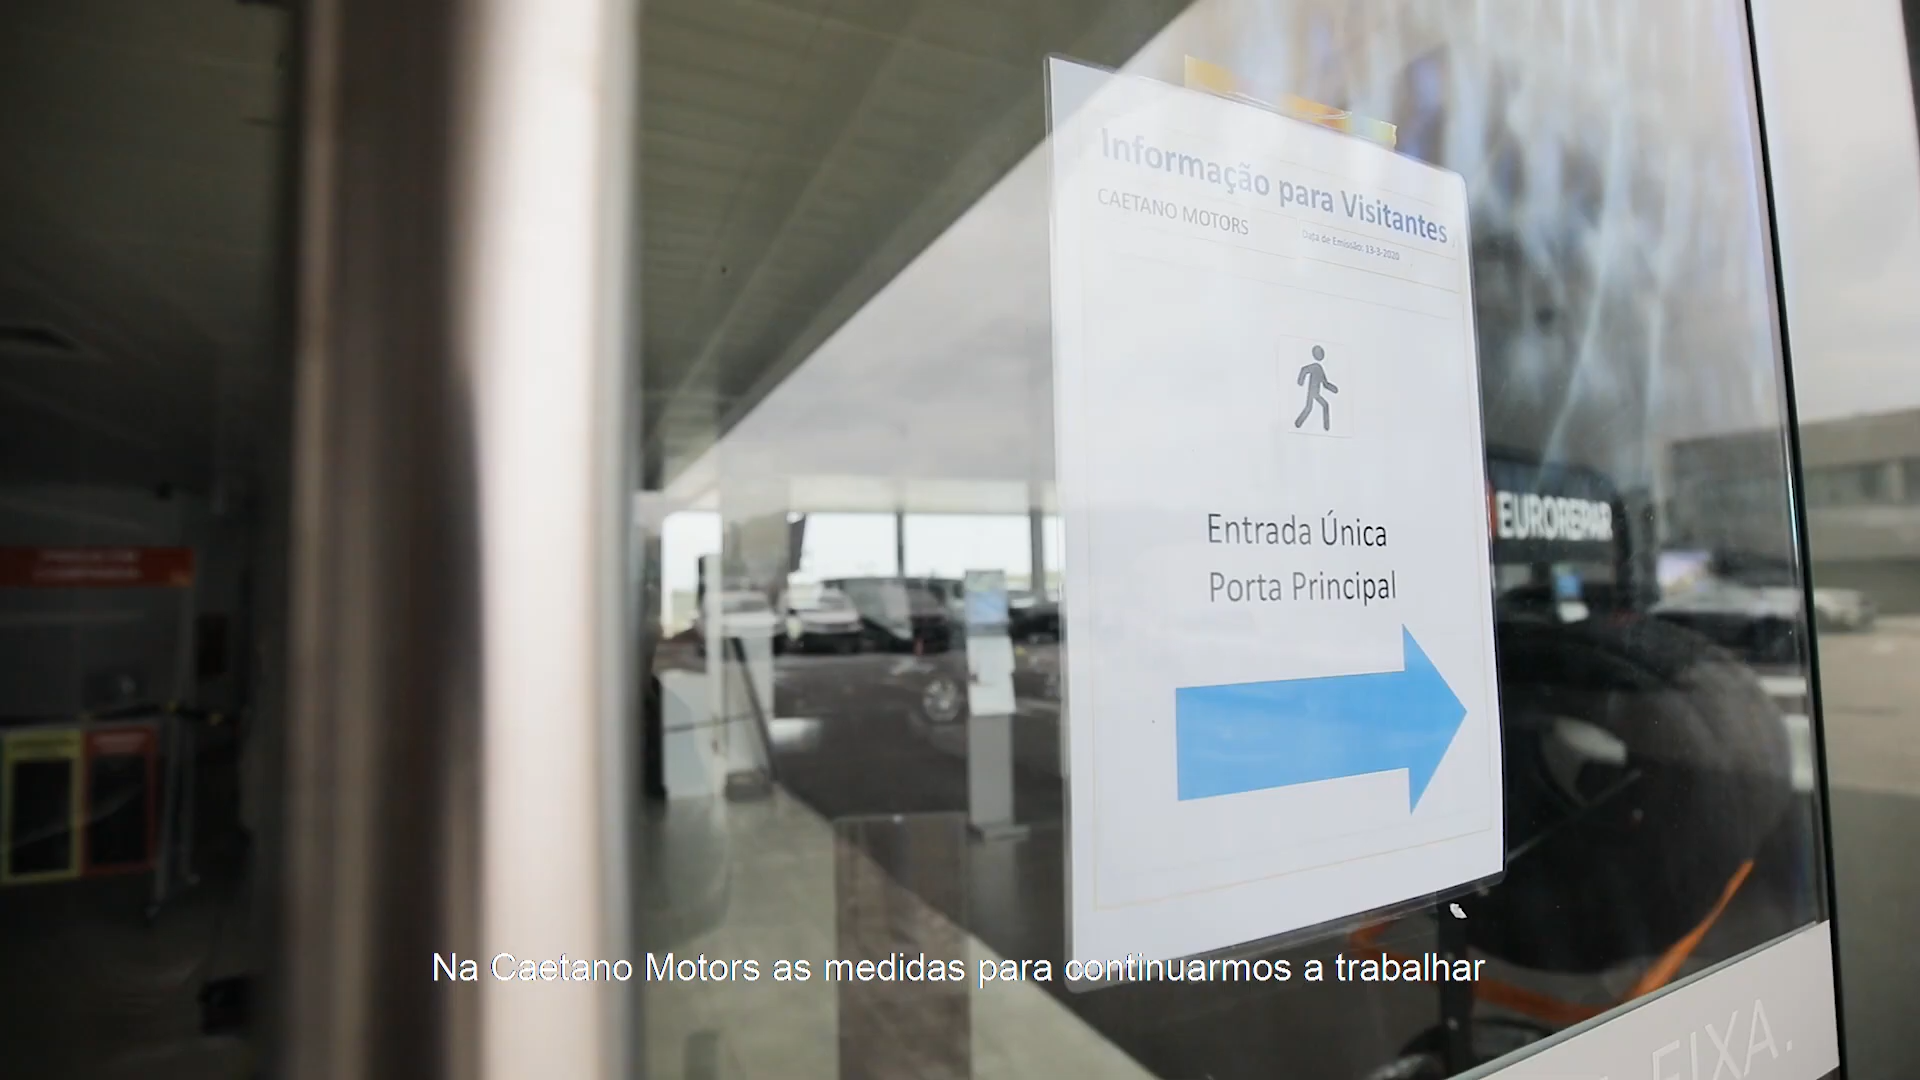 Informação para Visitantes
CAETANO MOTORS
Data de Emissão: 13-3-2020
Entrada Única
Porta Principal
EUROREPAR
FIXA.
Na Caetano Motors as medidas para continuarmos a trabalhar